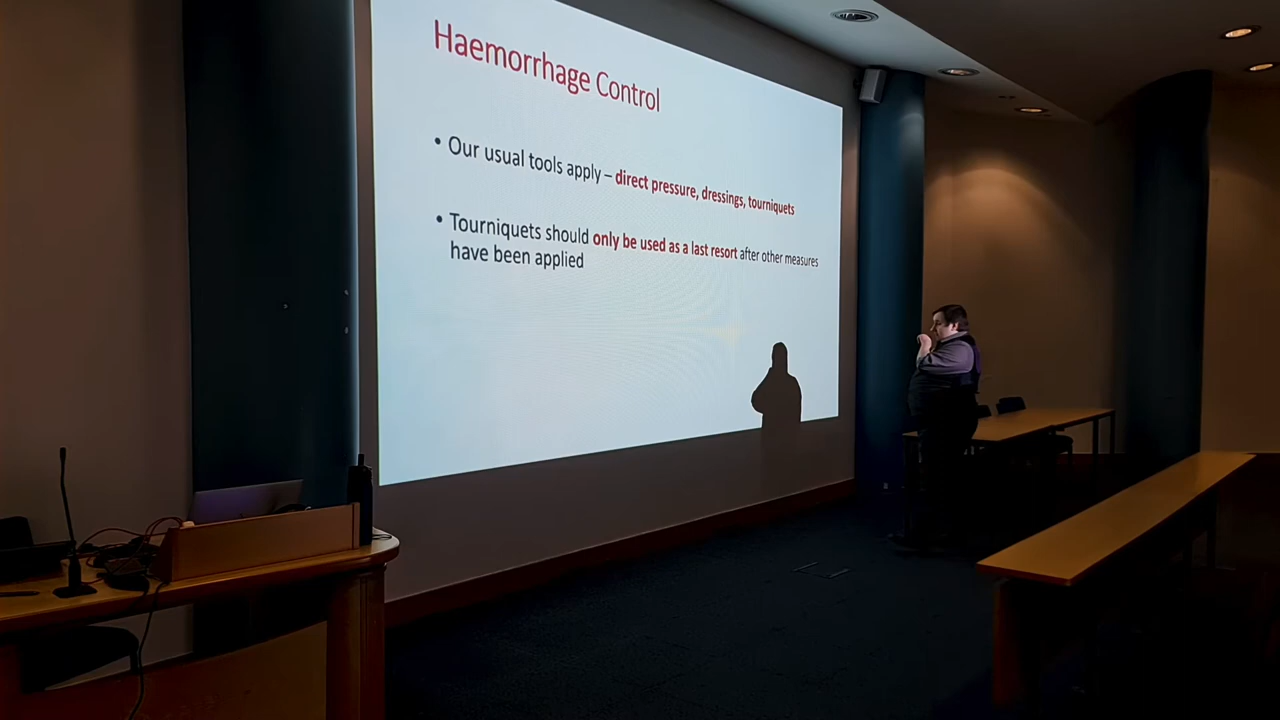 Haemorrhage Control
• Our usual tools apply – direct pressure, dressings, tourniquets
• Tourniquets should only be used as a last resort after other measures
have been applied